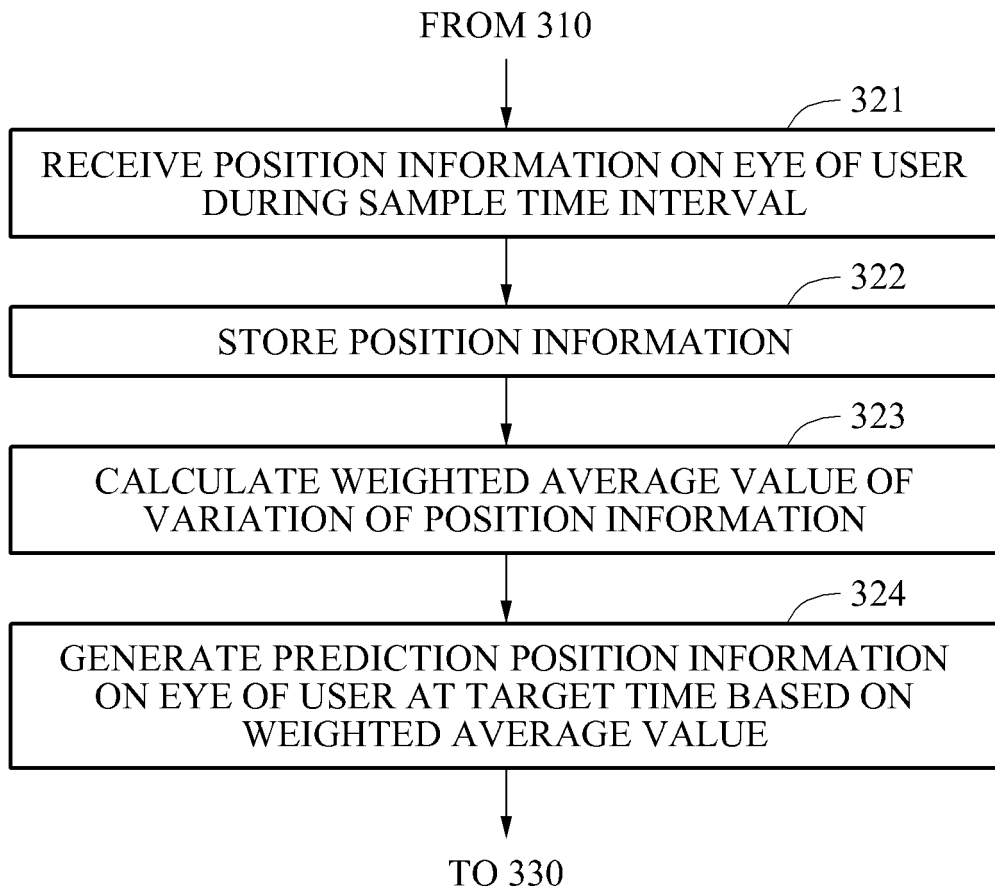 FROM 310
321
RECEIVE POSITION INFORMATION ON EYE OF USER
DURING SAMPLE TIME INTERVAL
322
STORE POSITION INFORMATION
323
CALCULATE WEIGHTED AVERAGE VALUE OF
VARIATION OF POSITION INFORMATION
324
GENERATE PREDICTION POSITION INFORMATION
ON EYE OF USER AT TARGET TIME BASED ON
WEIGHTED AVERAGE VALUE
TO 330